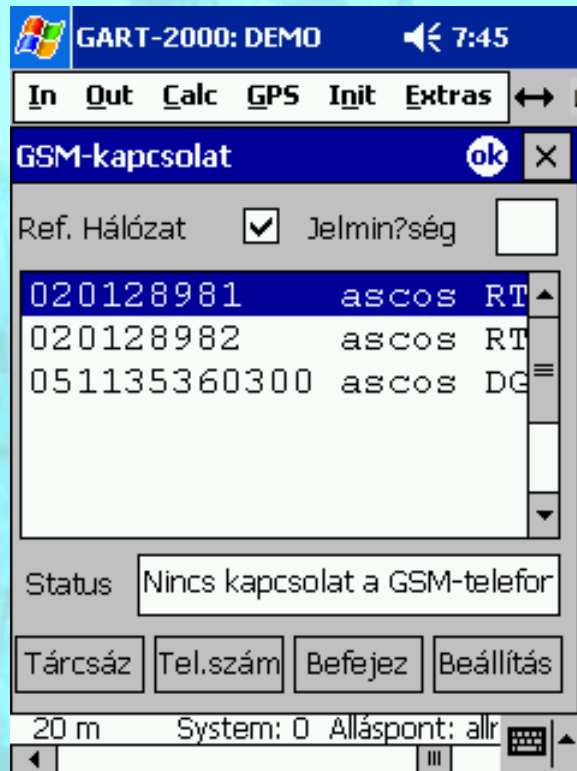 GART-2000: DEMO 7:45
In Out Calc GPS Init Extras
GSM-kapcsolat ok
Ref. Hálózat Jelmin?ség
020128981 ascos RT
020128982 ascos RT
051135360300 ascos DG
Status Nincs kapcsolat a GSM-telefor
Tárcsáz Tel.szám Befejez Beállítás
20 m System: 0 Álláspont: allr